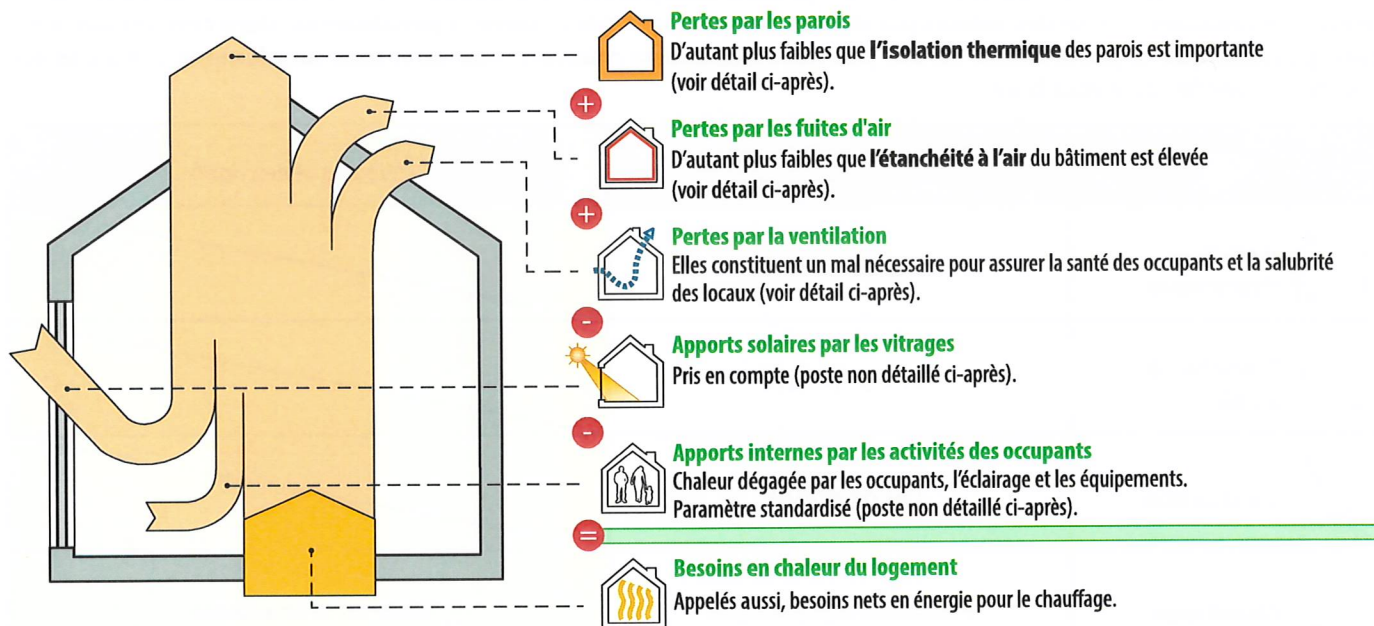 Pertes par les parois
D'autant plus faibles que l'isolation thermique des parois est importante
(voir détail ci-après).
+
Pertes par les fuites d'air
D'autant plus faibles que l'étanchéité à l'air du bâtiment est élevée
(voir détail ci-après).
+
Pertes par la ventilation
Elles constituent un mal nécessaire pour assurer la santé des occupants et la salubrité
des locaux (voir détail ci-après).
-
Apports solaires par les vitrages
Pris en compte (poste non détaillé ci-après).
-
Apports internes par les activités des occupants
Chaleur dégagée par les occupants, l'éclairage et les équipements.
Paramètre standardisé (poste non détaillé ci-après).
=
Besoins en chaleur du logement
Appelés aussi, besoins nets en énergie pour le chauffage.